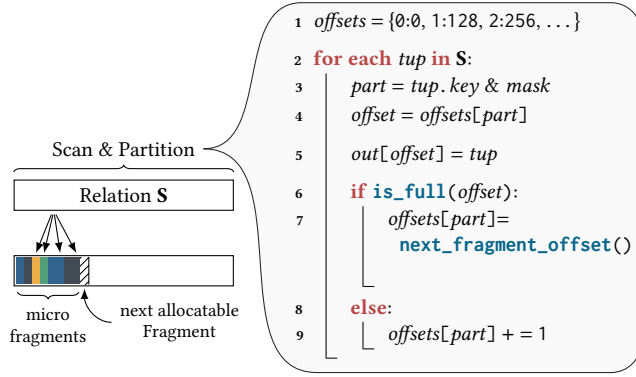 Scan & Partition
Relation S
micro
fragments
next allocatable
Fragment
1 offsets = {0:0, 1:128, 2:256, ...}
2 for each tup in S:
3 part = tup.key & mask
4 offset = offsets[part]
5 out[offset] = tup
6 if is_full(offset):
7 offsets[part]=
next_fragment_offset()
8 else:
9 offsets[part] + = 1